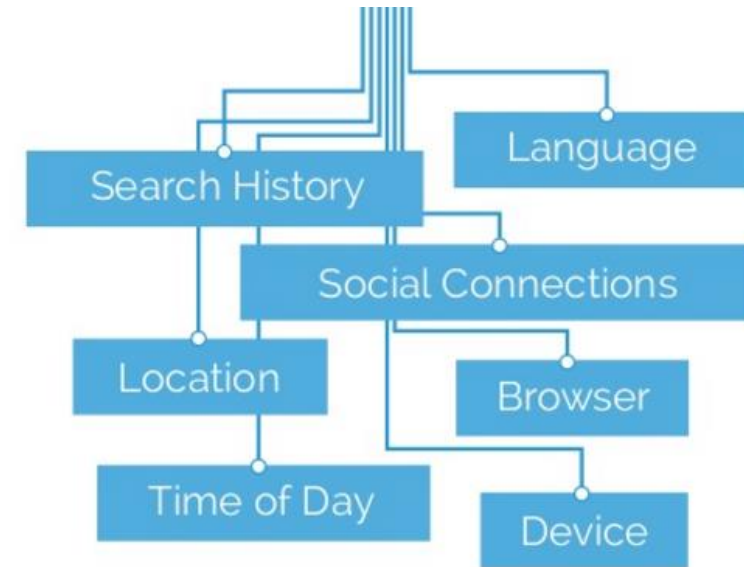 Language
Search History
Social Connections
Location
Browser
Time of Day
Device